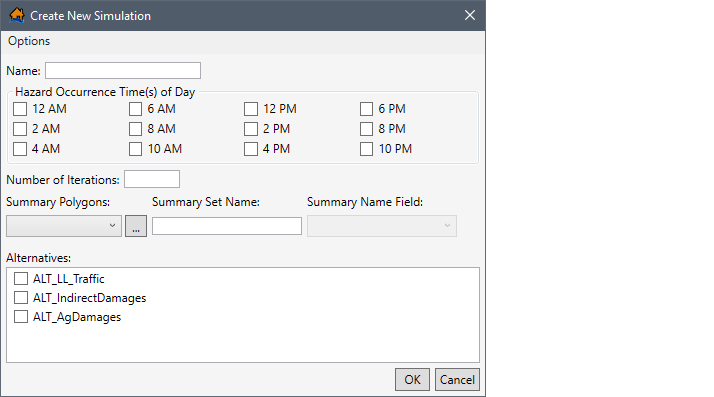 Create New Simulation
Options
Name:
Hazard Occurrence Time(s) of Day
12 AM 6 AM 12 PM 6 PM
2 AM 8 AM 2 PM 8 PM
4 AM 10 AM 4 PM 10 PM
Number of Iterations:
Summary Polygons: Summary Set Name: Summary Name Field:
...
Alternatives:
ALT_LL_Traffic
ALT_IndirectDamages
ALT_AgDamages
OK Cancel